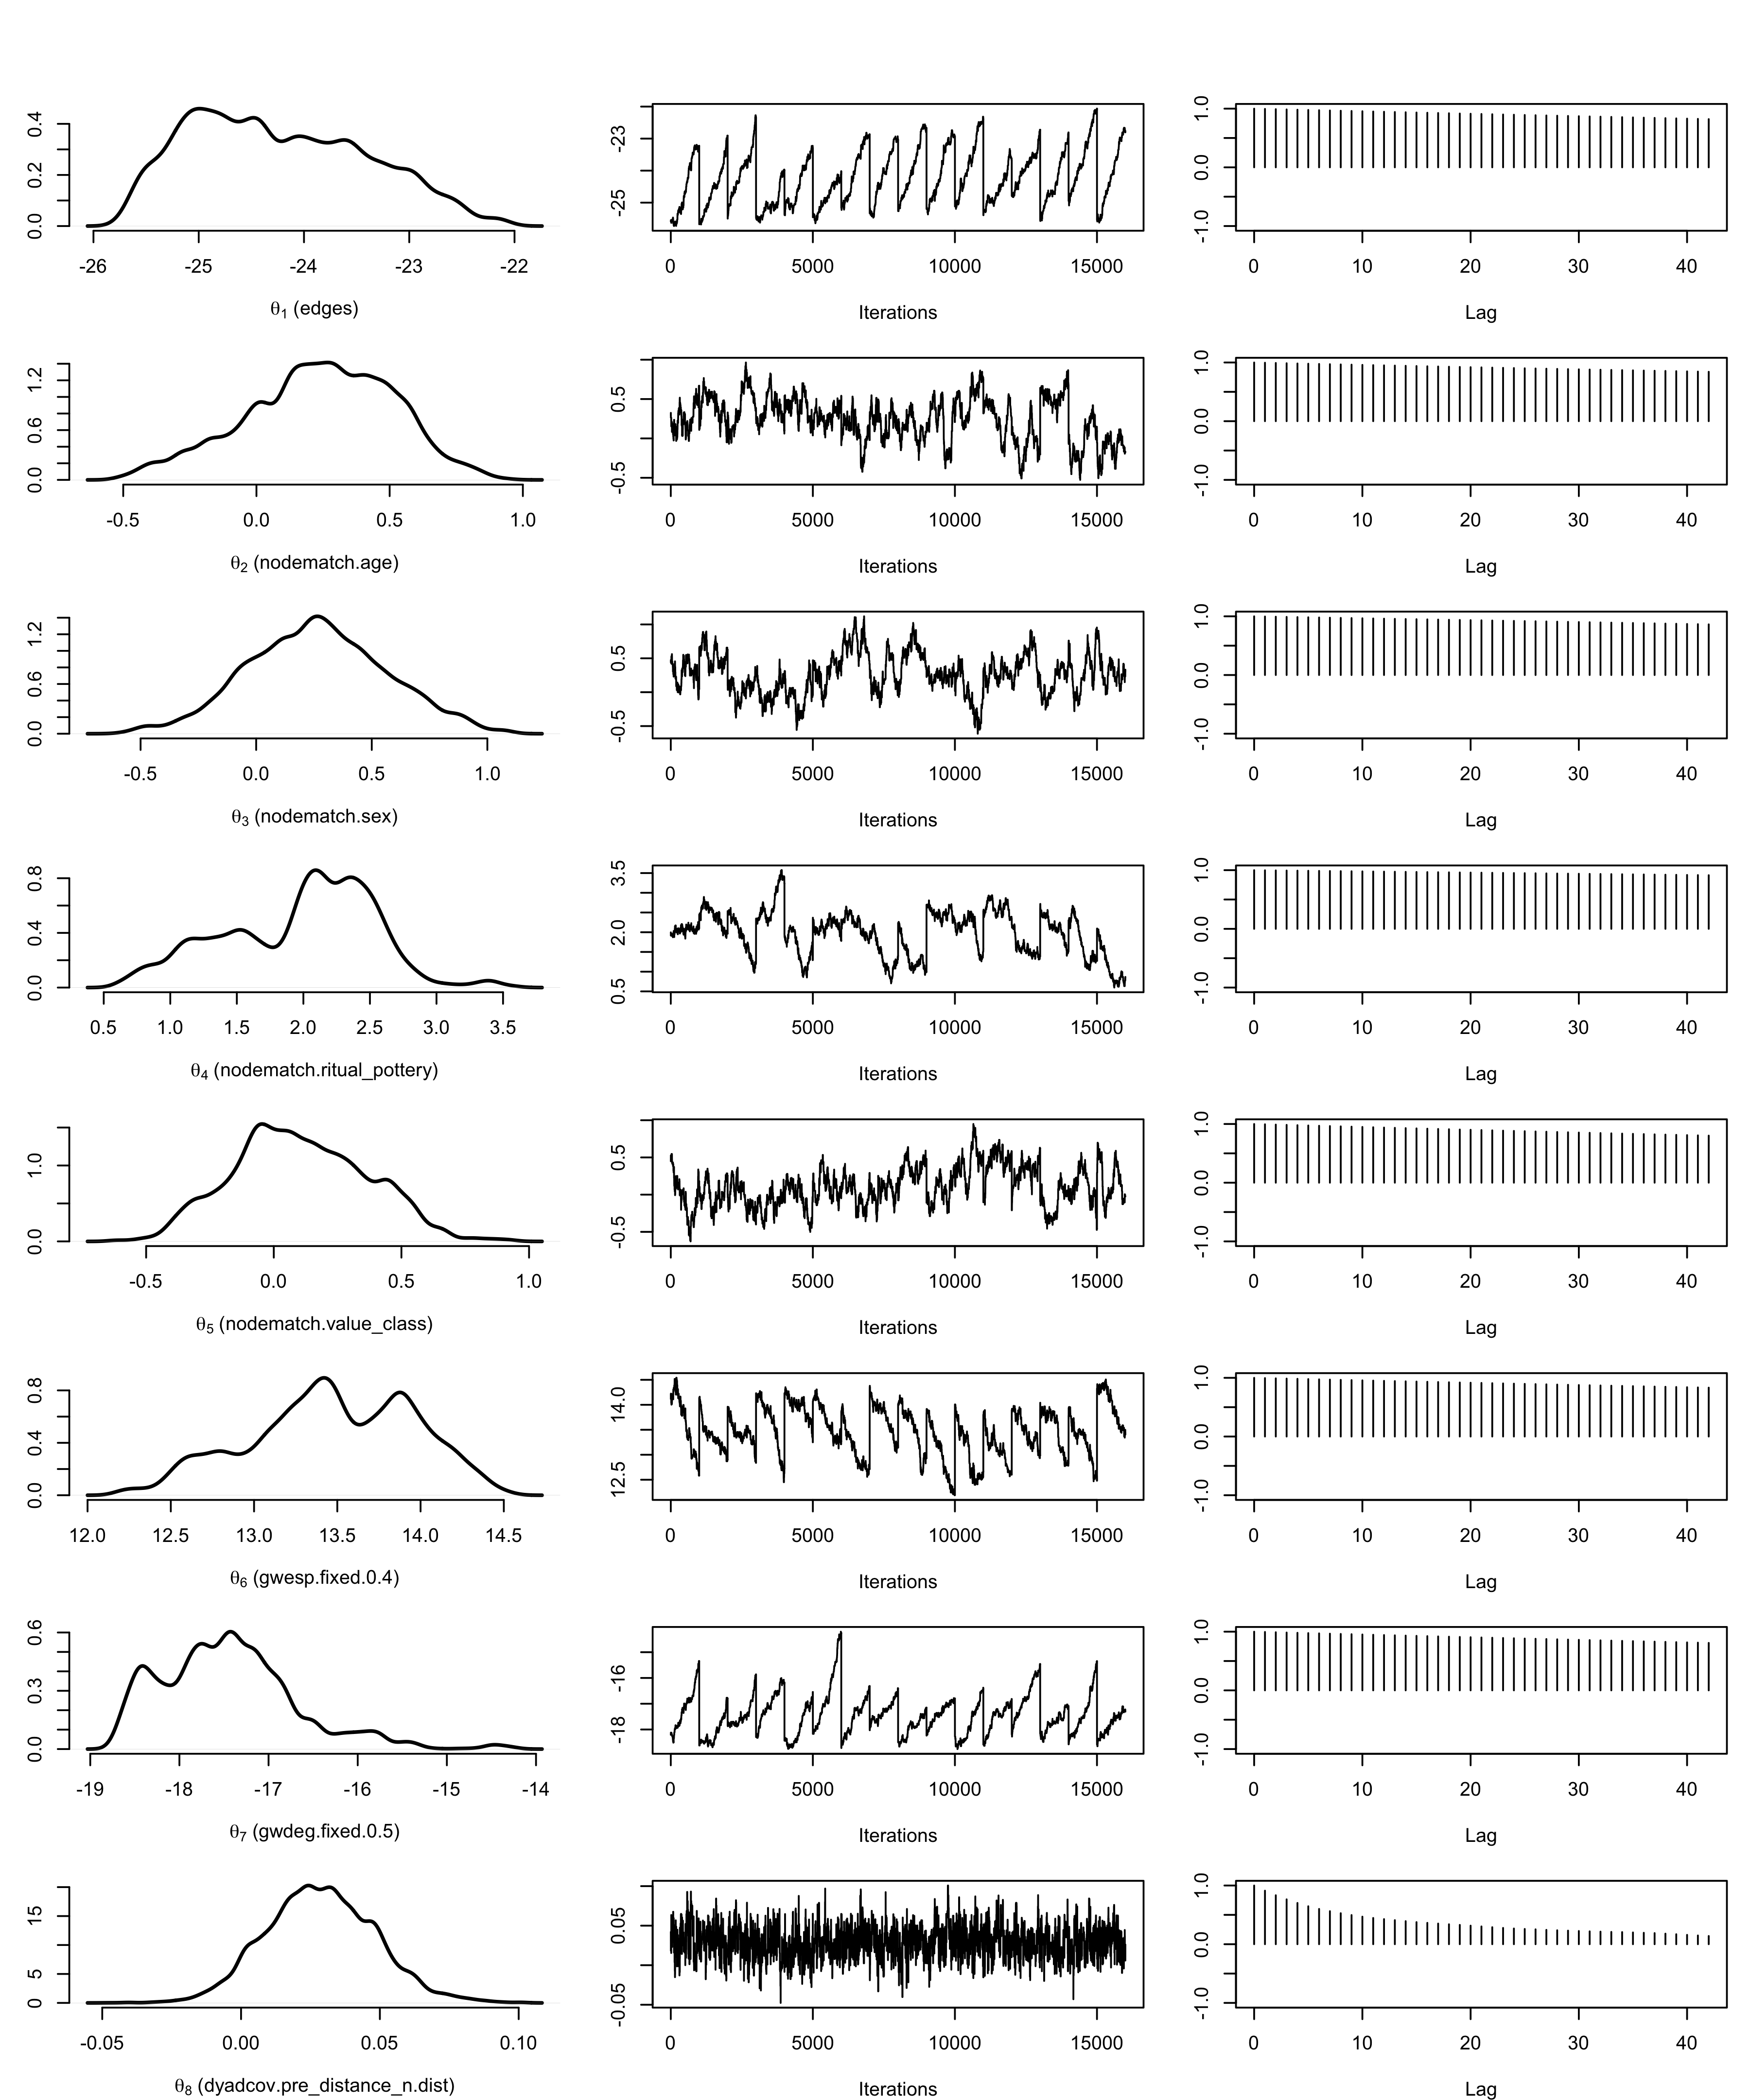 0.0 0.2 0.4
-23 -25
1.0 0.0 -1.0
-26 -25 -24 -23 -22
0 5000 10000 15000
0 10 20 30 40
θ1 (edges)
Iterations
Lag
0.0 0.6 1.2
0.5 -0.5
1.0 0.0 -1.0
-0.5 0.0 0.5 1.0
0 5000 10000 15000
0 10 20 30 40
θ2 (nodematch.age)
Iterations
Lag
0.0 0.6 1.2
0.5 -0.5
1.0 0.0 -1.0
-0.5 0.0 0.5 1.0
0 5000 10000 15000
0 10 20 30 40
θ3 (nodematch.sex)
Iterations
Lag
0.0 0.4 0.8
0.5 2.0 3.5
1.0 0.0 -1.0
0.5 1.0 1.5 2.0 2.5 3.0 3.5
0 5000 10000 15000
0 10 20 30 40
θ4 (nodematch.ritual_pottery)
Iterations
Lag
0.0 1.0
0.5 -0.5
1.0 0.0 -1.0
-0.5 0.0 0.5 1.0
0 5000 10000 15000
0 10 20 30 40
θ5 (nodematch.value_class)
Iterations
Lag
0.0 0.4 0.8
12.5 14.0
1.0 0.0 -1.0
12.0 12.5 13.0 13.5 14.0 14.5
0 5000 10000 15000
0 10 20 30 40
θ6 (gwesp.fixed.0.4)
Iterations
Lag
0.0 0.3 0.6
-18 -16
1.0 0.0 -1.0
-19 -18 -17 -16 -15 -14
0 5000 10000 15000
0 10 20 30 40
θ7 (gwdeg.fixed.0.5)
Iterations
Lag
0 5 15
-0.05 0.05
1.0 0.0 -1.0
-0.05 0.00 0.05 0.10
0 5000 10000 15000
0 10 20 30 40
θ8 (dyadcov.pre_distance_n.dist)
Iterations
Lag